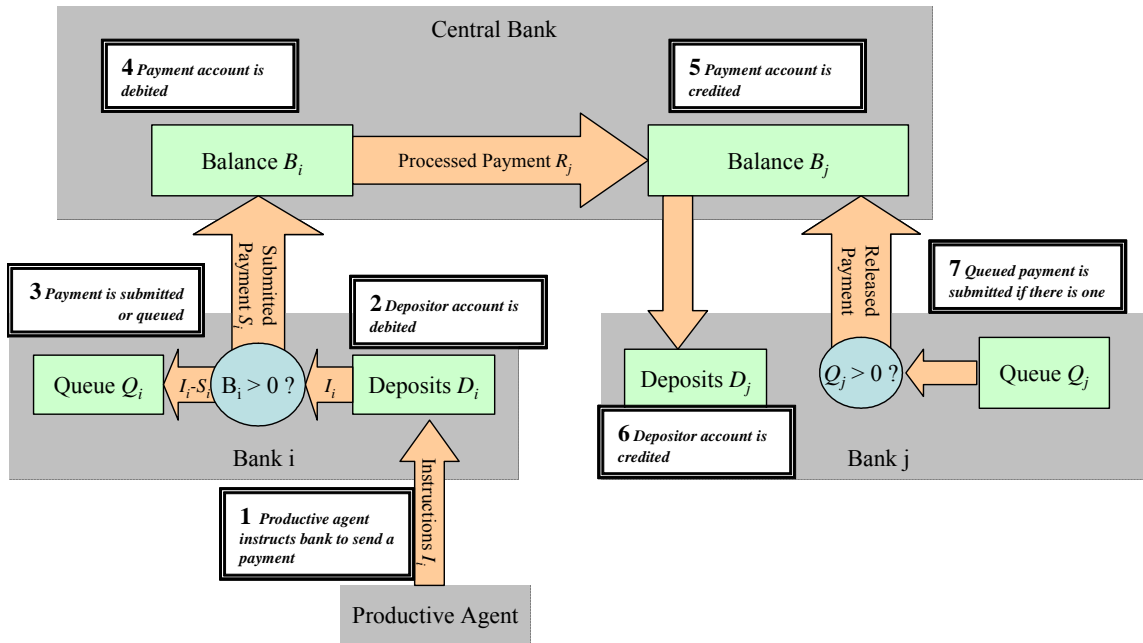 Central Bank
4 Payment account is
debited
5 Payment account is
credited
Balance B_i
Processed Payment R_j
Balance B_j
Submitted
Payment S_i
Released
Payment
3 Payment is submitted
or queued
2 Depositor account is
debited
7 Queued payment is
submitted if there is one
Queue Q_i
I_i-S_i
B_i > 0 ?
I_i
Deposits D_i
Deposits D_j
Q_j > 0 ?
Queue Q_j
6 Depositor account is
credited
Bank i
Bank j
1 Productive agent
instructs bank to send a
payment
Instructions I_i
Productive Agent